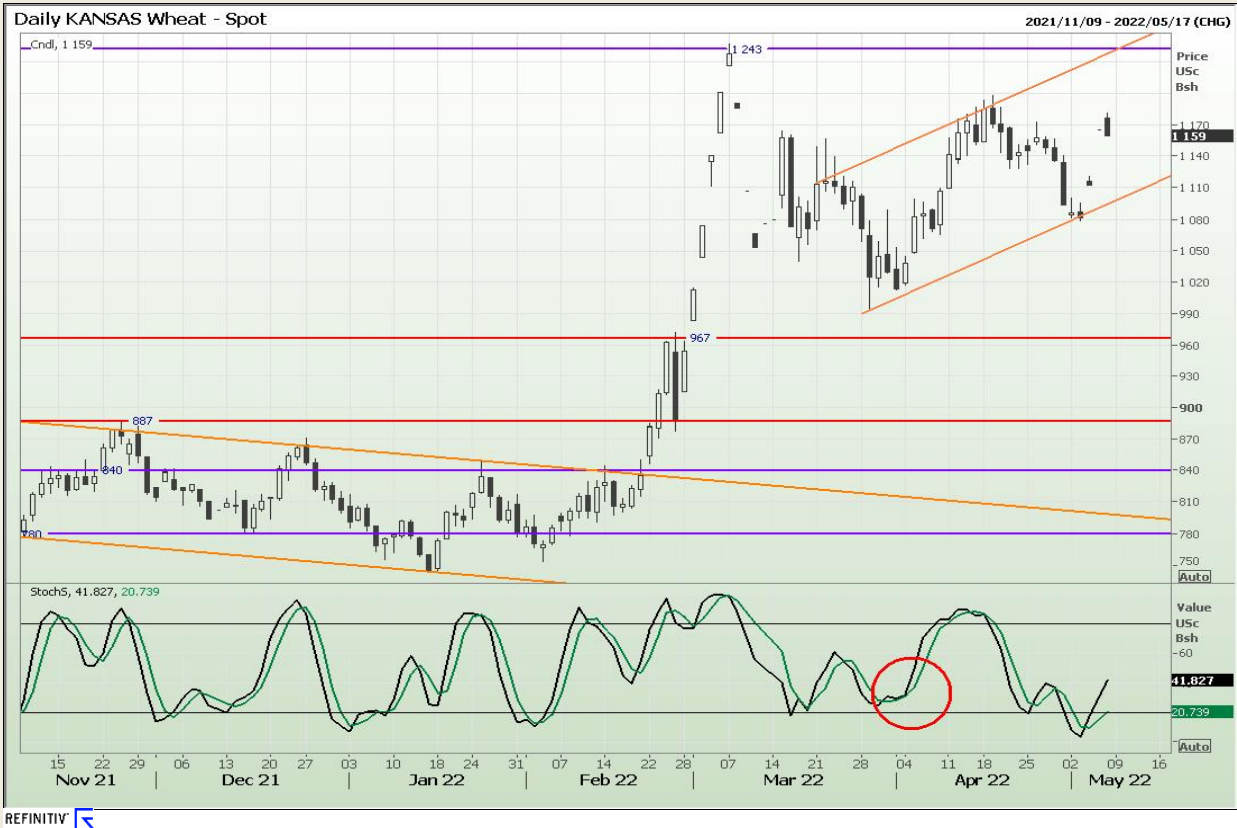 Daily KANSAS Wheat - Spot
2021/11/09 - 2022/05/17 (CHG)
Cndl, 1 159
1 243
Price
USc
Bsh
1 170
1 159
1 140
1 110
1 080
1 050
1 020
990
967
960
930
900
887
870
840
840
810
780
780
750
Auto
StochS, 41.827, 20.739
Value
USc
Bsh
60
41.827
20.739
Auto
15 22 29 06 13 20 27 03 10 18 24 31 07 14 22 28 07 14 21 28 04 11 18 25 02 09 16
Nov 21 Dec 21 Jan 22 Feb 22 Mar 22 Apr 22 May 22
REFINITIV